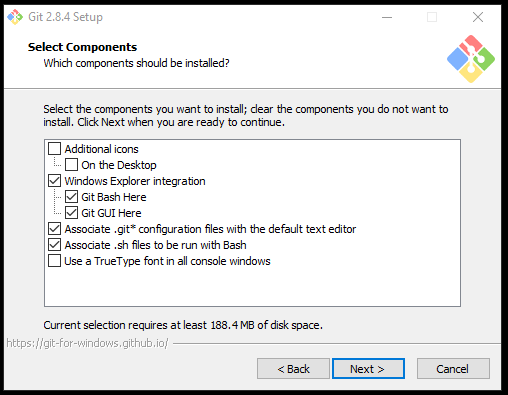 Git 2.8.4 Setup
Select Components
Which components should be installed?
Select the components you want to install; clear the components you do not want to
install. Click Next when you are ready to continue.
Additional icons
On the Desktop
Windows Explorer integration
Git Bash Here
Git GUI Here
Associate .git* configuration files with the default text editor
Associate .sh files to be run with Bash
Use a TrueType font in all console windows
Current selection requires at least 188.4 MB of disk space.
https://git-for-windows.github.io/
< Back
Next >
Cancel